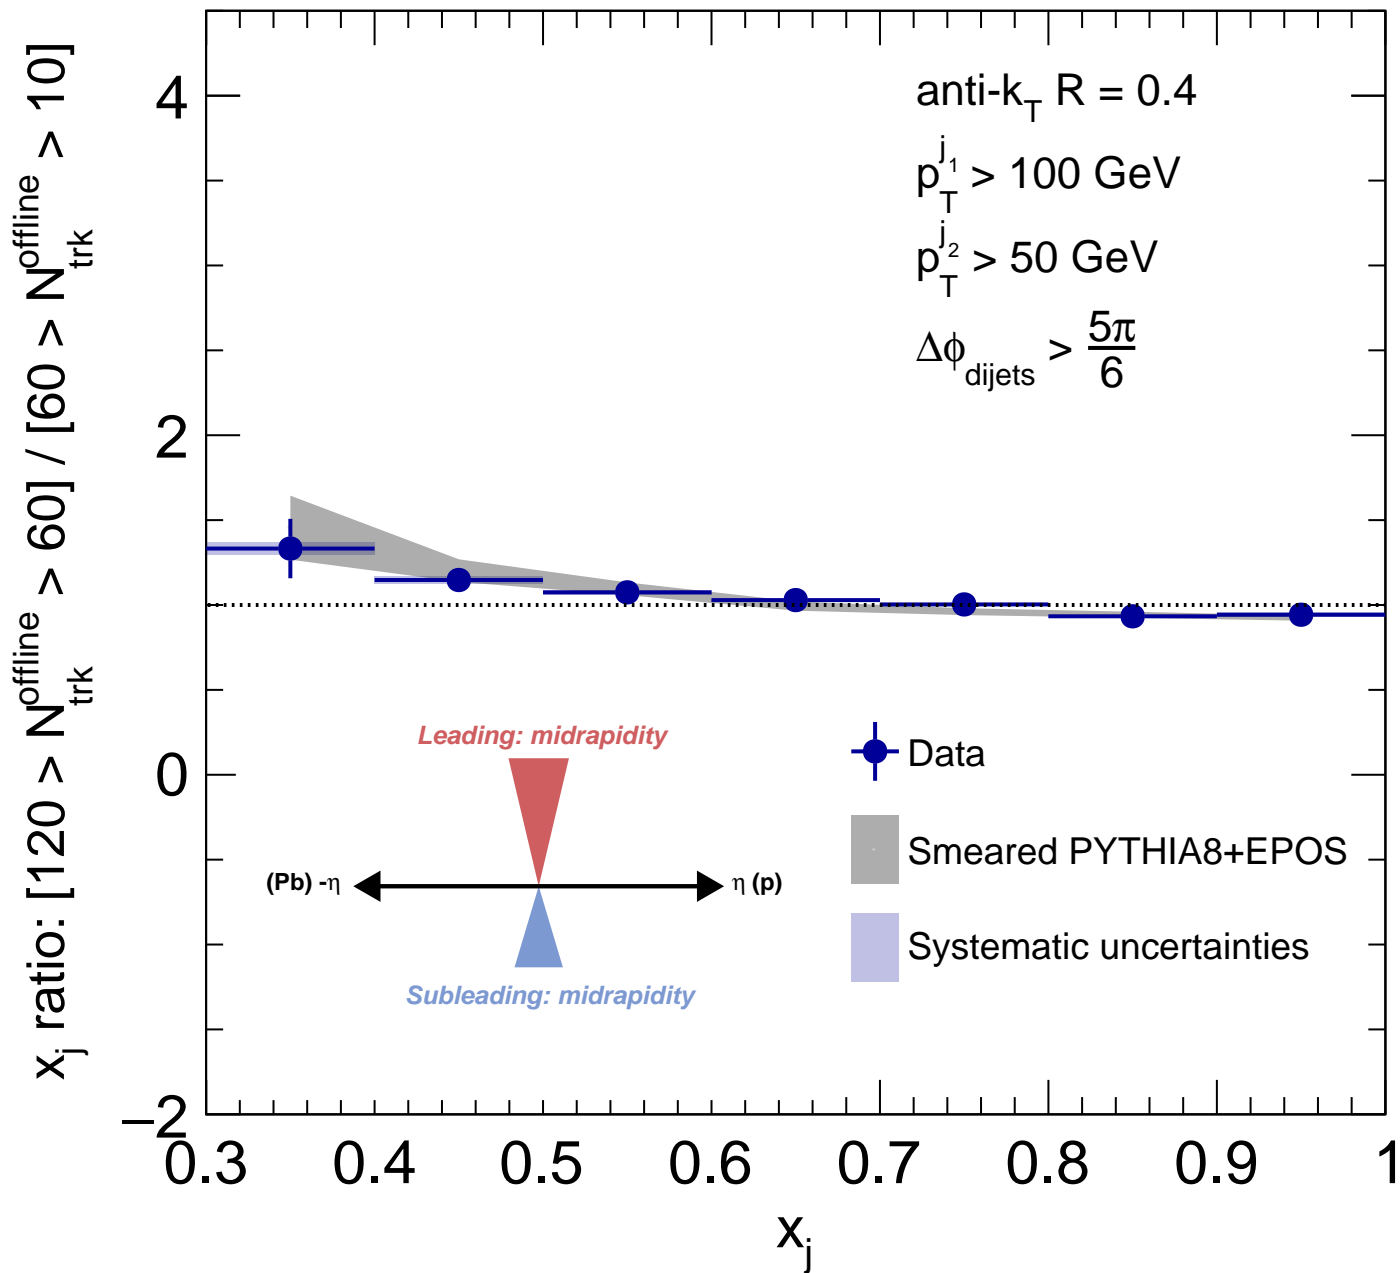 x_j ratio: [120 > N_trk^offline > 60] / [60 > N_trk^offline > 10]
4
2
0
−2
anti-k_T R = 0.4
p_T^j_1 > 100 GeV
p_T^j_2 > 50 GeV
Δϕ_dijets > 5π/6
Leading: midrapidity
(Pb) -η
η (p)
Subleading: midrapidity
Data
Smeared PYTHIA8+EPOS
Systematic uncertainties
0.3 0.4 0.5 0.6 0.7 0.8 0.9 1
x_j